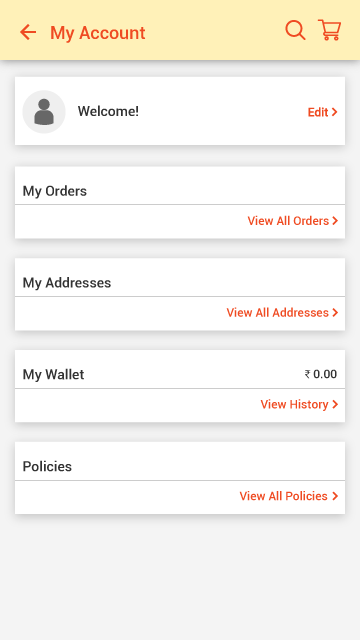 My Account
Welcome!
Edit
My Orders
View All Orders
My Addresses
View All Addresses
My Wallet ₹ 0.00
View History
Policies
View All Policies